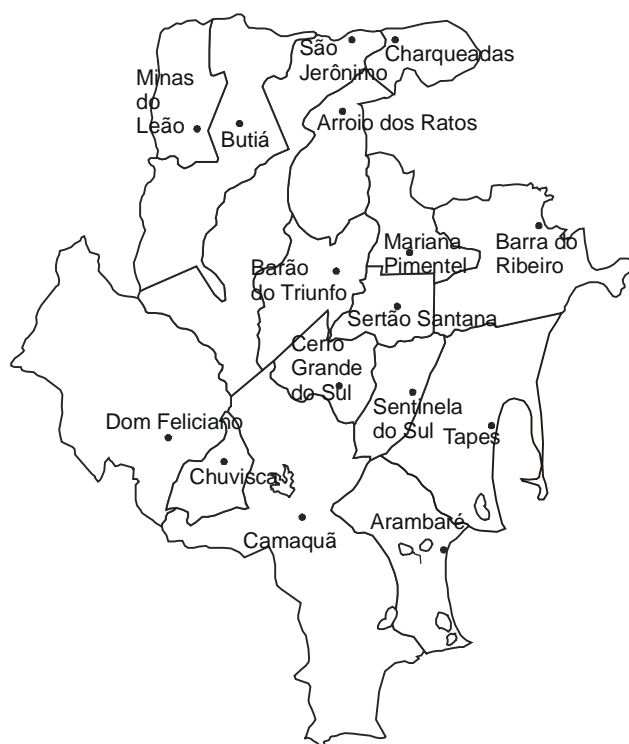 São
Jerônimo
Charqueadas
Minas
do
Leão
Butiá
Arroio dos Ratos
Mariana
Pimentel
Barra do
Ribeiro
Barão
do Triunfo
Sertão Santana
Cerro
Grande
do Sul
Sentinela
do Sul
Tapes
Dom Feliciano
Chuvisca
Camaquã
Arambaré